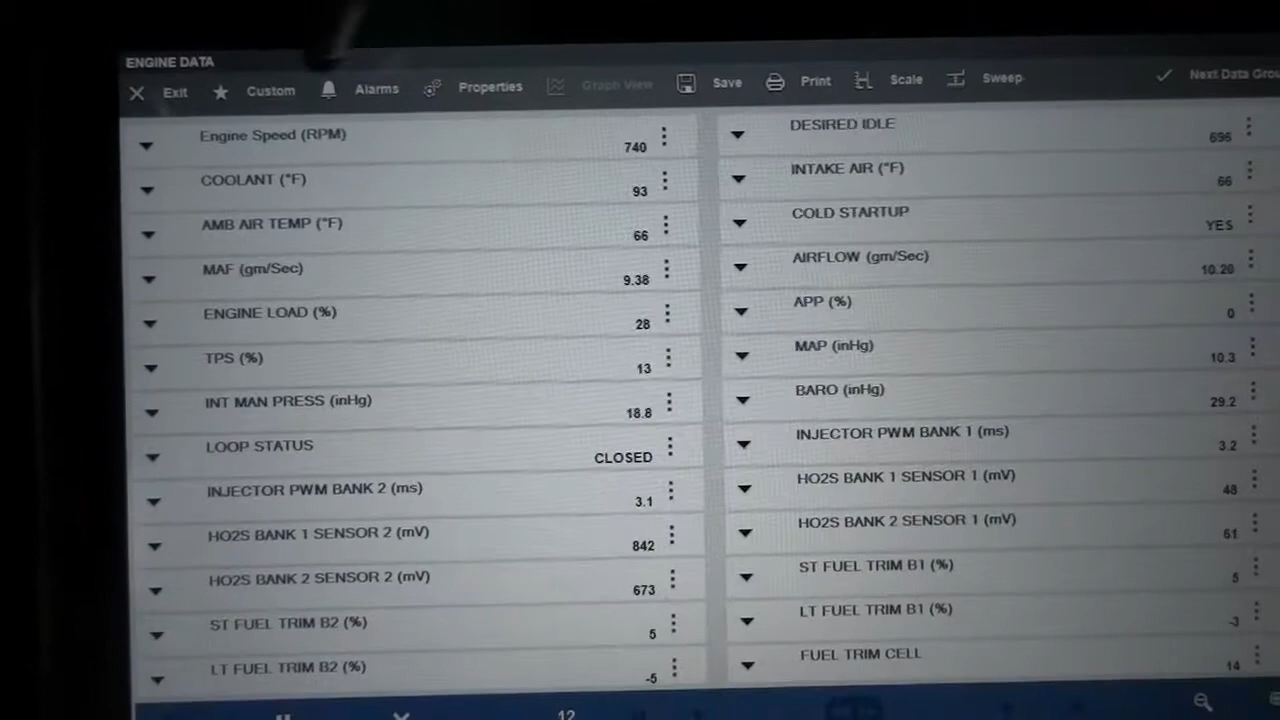 ENGINE DATA
Exit Custom Alarms Properties Graph View Save Print Scale Sweep Next Data
Engine Speed (RPM) 740 DESIRED IDLE 696
COOLANT (°F) 93 INTAKE AIR (°F) 66
AMB AIR TEMP (°F) 66 COLD STARTUP YES
MAF (gm/Sec) 9.38 AIRFLOW (gm/Sec) 10.20
ENGINE LOAD (%) 28 APP (%) 0
TPS (%) 13 MAP (inHg) 10.3
INT MAN PRESS (inHg) 18.8 BARO (inHg) 29.2
LOOP STATUS CLOSED INJECTOR PWM BANK 1 (ms) 3.2
INJECTOR PWM BANK 2 (ms) 3.1 HO2S BANK 1 SENSOR 1 (mV) 48
HO2S BANK 1 SENSOR 2 (mV) 842 HO2S BANK 2 SENSOR 1 (mV) 61
HO2S BANK 2 SENSOR 2 (mV) 673 ST FUEL TRIM B1 (%) 5
ST FUEL TRIM B2 (%) 5 LT FUEL TRIM B1 (%) -3
LT FUEL TRIM B2 (%) -5 FUEL TRIM CELL 14
12